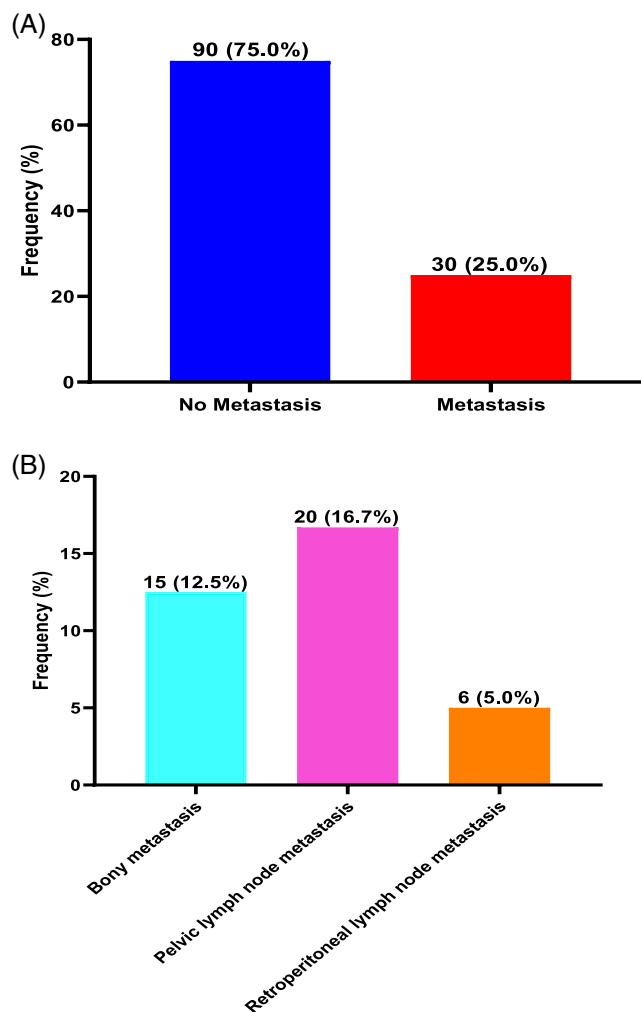 (A)
80
60
40
20
0
Frequency (%)
90 (75.0%)
30 (25.0%)
No Metastasis
Metastasis
(B)
20
15
10
5
0
Frequency (%)
15 (12.5%)
20 (16.7%)
6 (5.0%)
Bony metastasis
Pelvic lymph node metastasis
Retroperitoneal lymph node metastasis